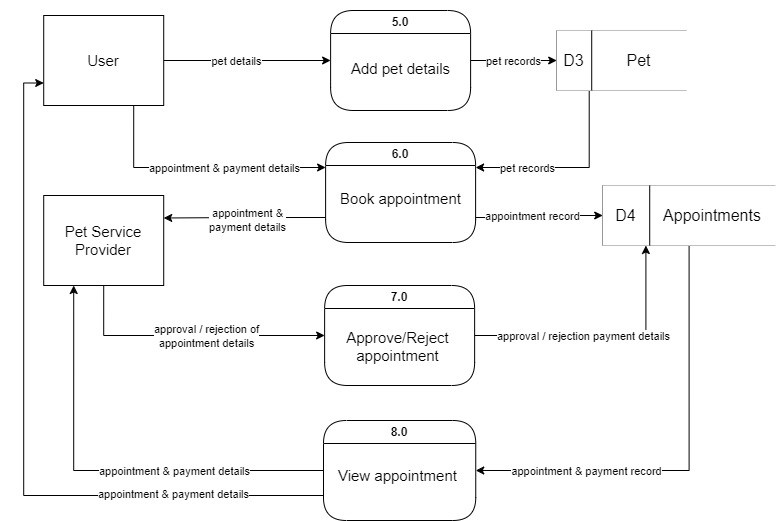 5.0
User
pet details
Add pet details
pet records
D3
Pet
6.0
appointment & payment details
pet records
Book appointment
appointment &
payment details
appointment record
D4
Appointments
Pet Service
Provider
7.0
approval / rejection of
appointment details
Approve/Reject
appointment
approval / rejection payment details
8.0
appointment & payment details
View appointment
appointment & payment record
appointment & payment details